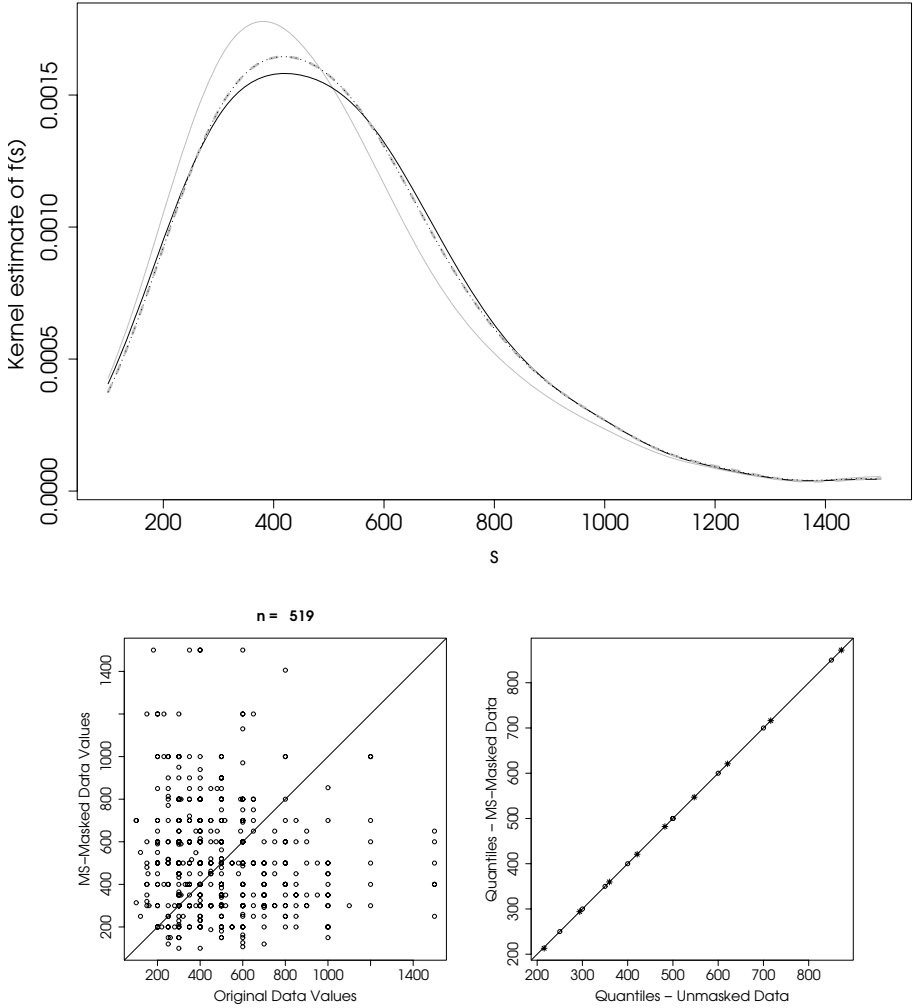 Kernel estimate of f(s)
0.0000 0.0005 0.0010 0.0015
200 400 600 800 1000 1200 1400
s
n = 519
MS−Masked Data Values
200 400 600 800 1000 1400
200 400 600 800 1000 1400
Original Data Values
Quantiles − MS−Masked Data
200 300 400 500 600 700 800
200 300 400 500 600 700 800
Quantiles − Unmasked Data